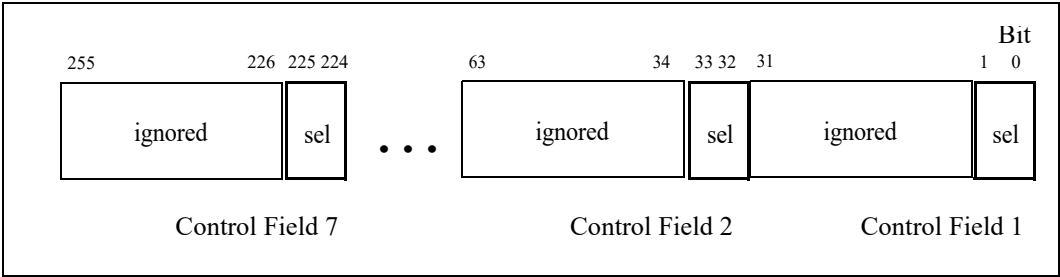 Bit
255 226 225 224 63 34 33 32 31 1 0
ignored sel • • • ignored sel ignored sel
Control Field 7 Control Field 2 Control Field 1